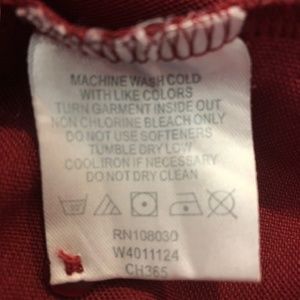 MACHINE WASH COLD
WITH LIKE COLORS
TURN GARMENT INSIDE OUT
NON CHLORINE BLEACH ONLY
DO NOT USE SOFTENERS
TUMBLE DRY LOW
COOL IRON IF NECESSARY
DO NOT DRY CLEAN
RN108030
W4011124
CH365